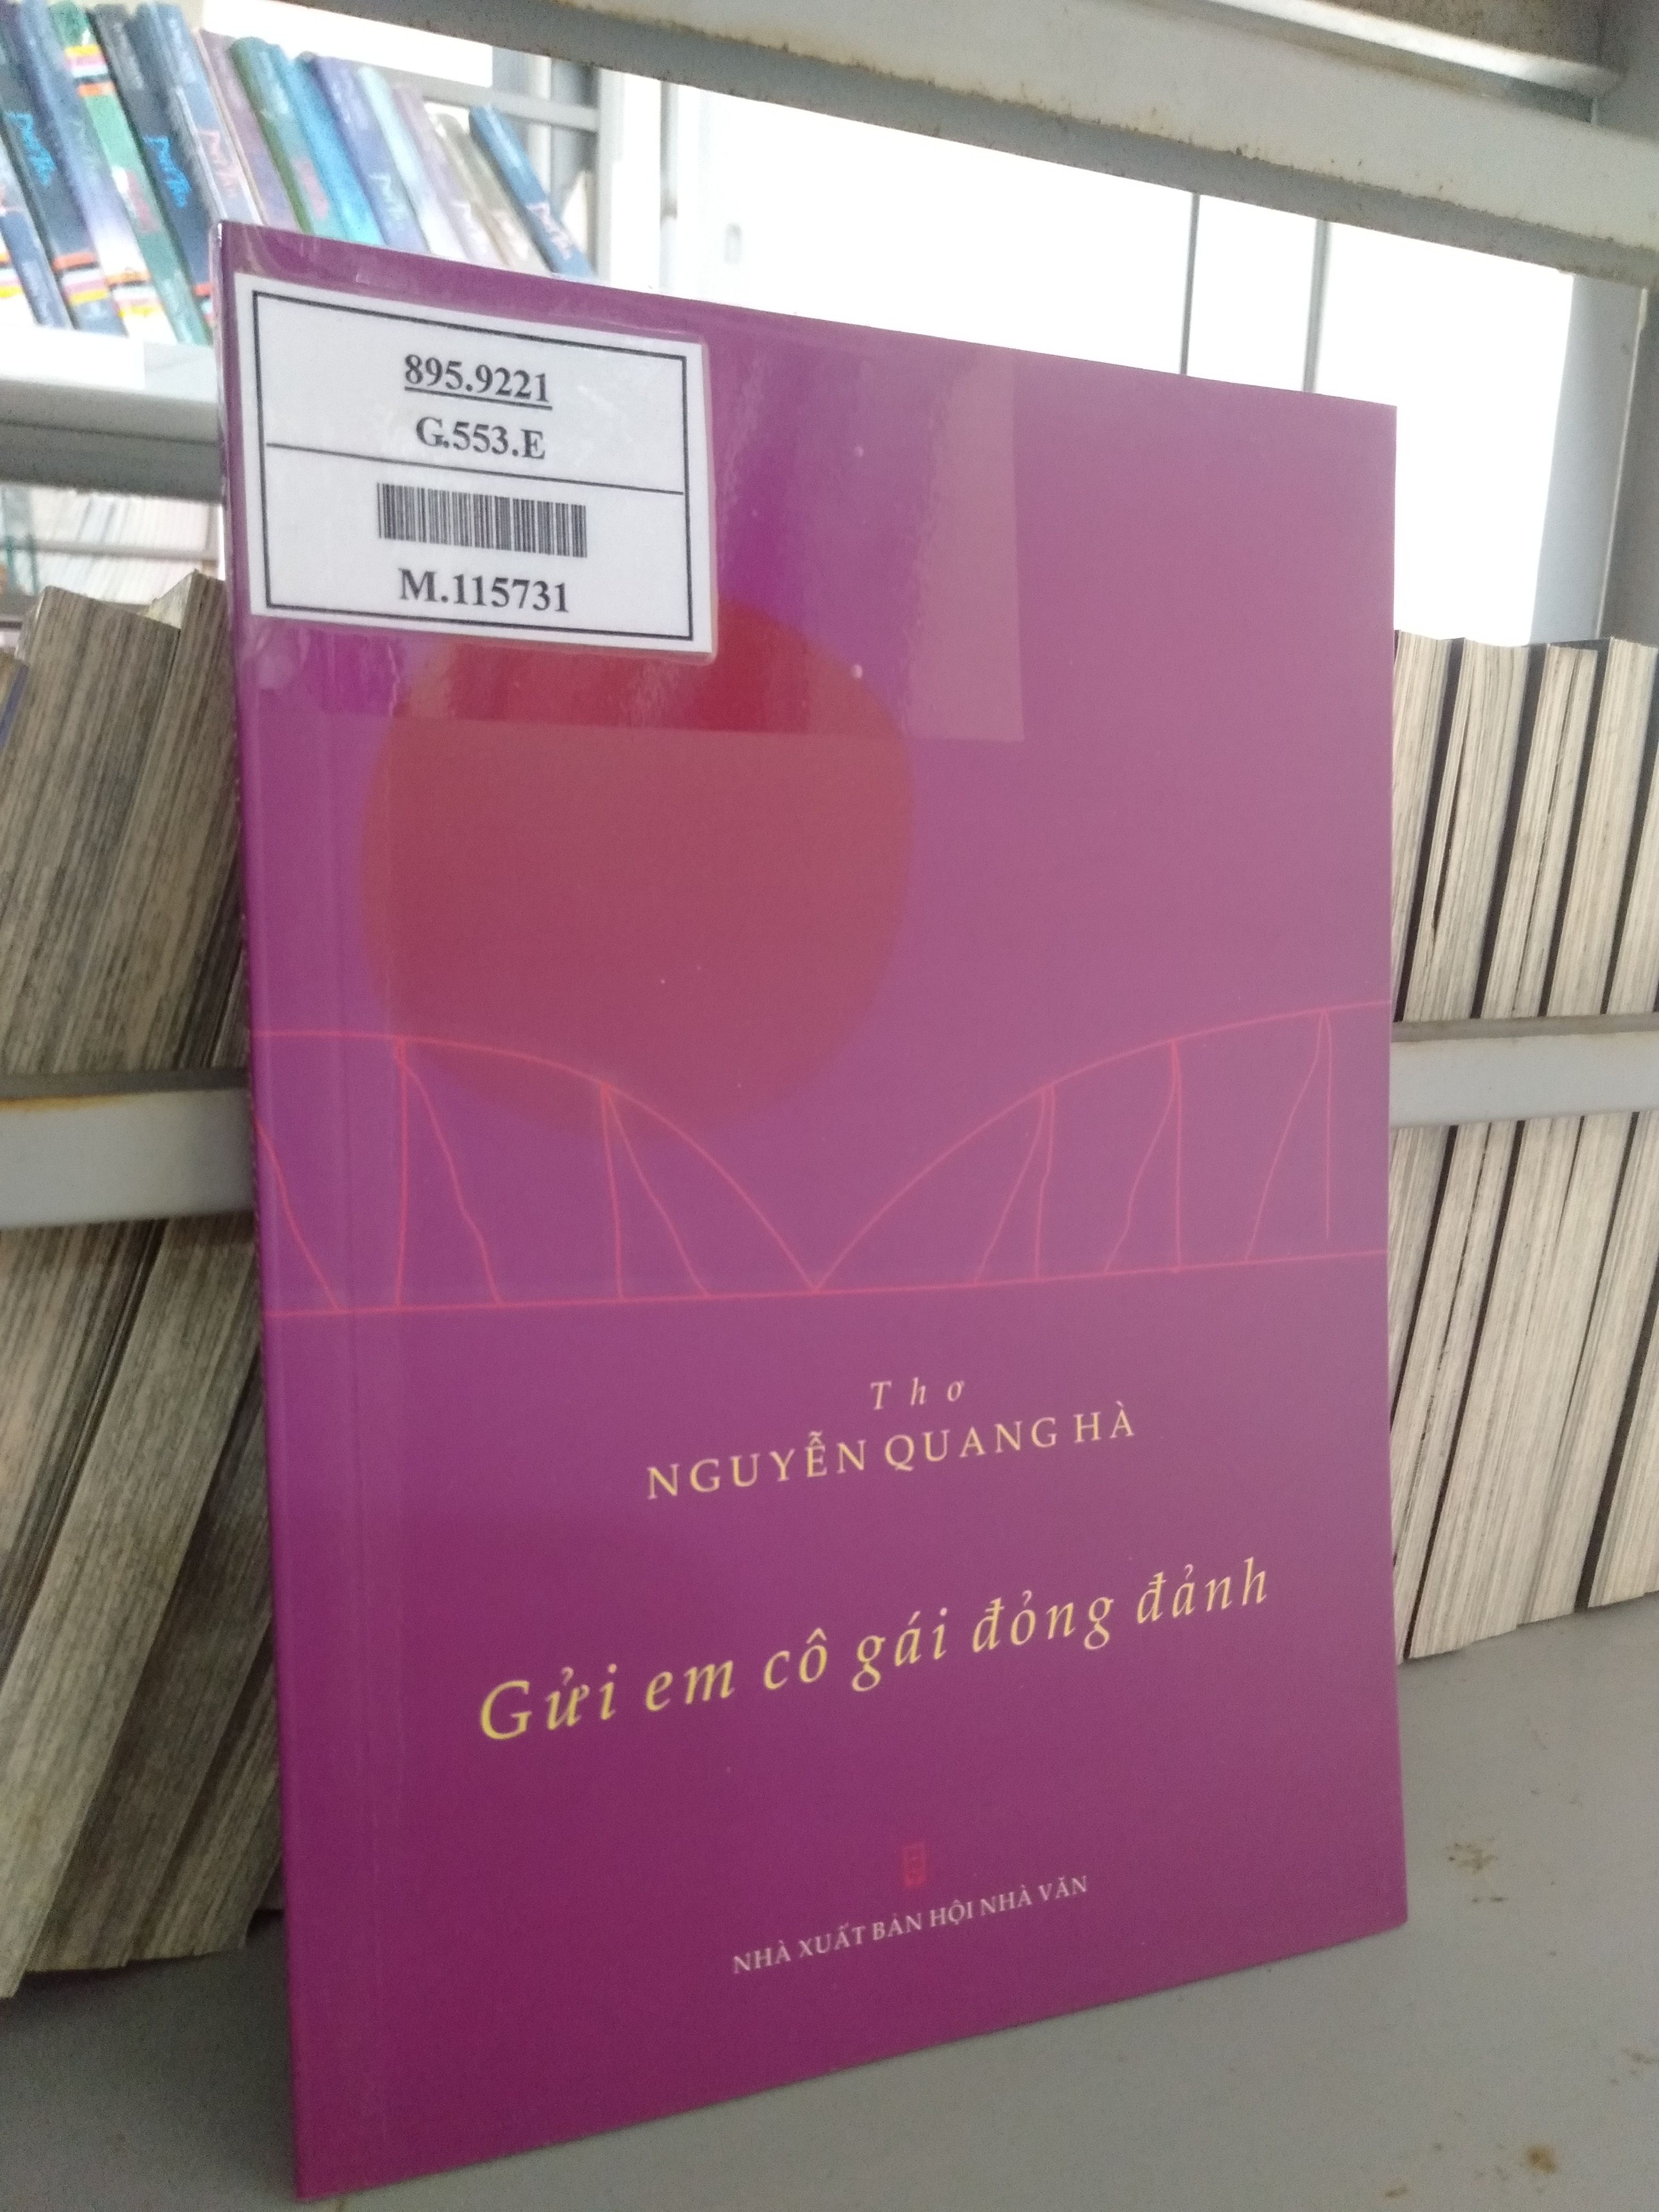 895.9221
G.553.E
M.115731
Thơ
NGUYỄN QUANG HÀ
Gửi em cô gái đỏng đảnh
NHÀ XUẤT BẢN HỘI NHÀ VĂN